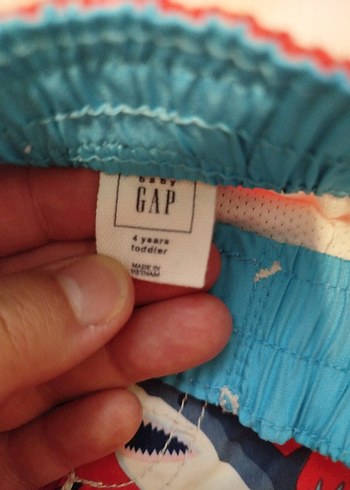 baby
GAP
4 years
toddler
MADE IN
VIETNAM